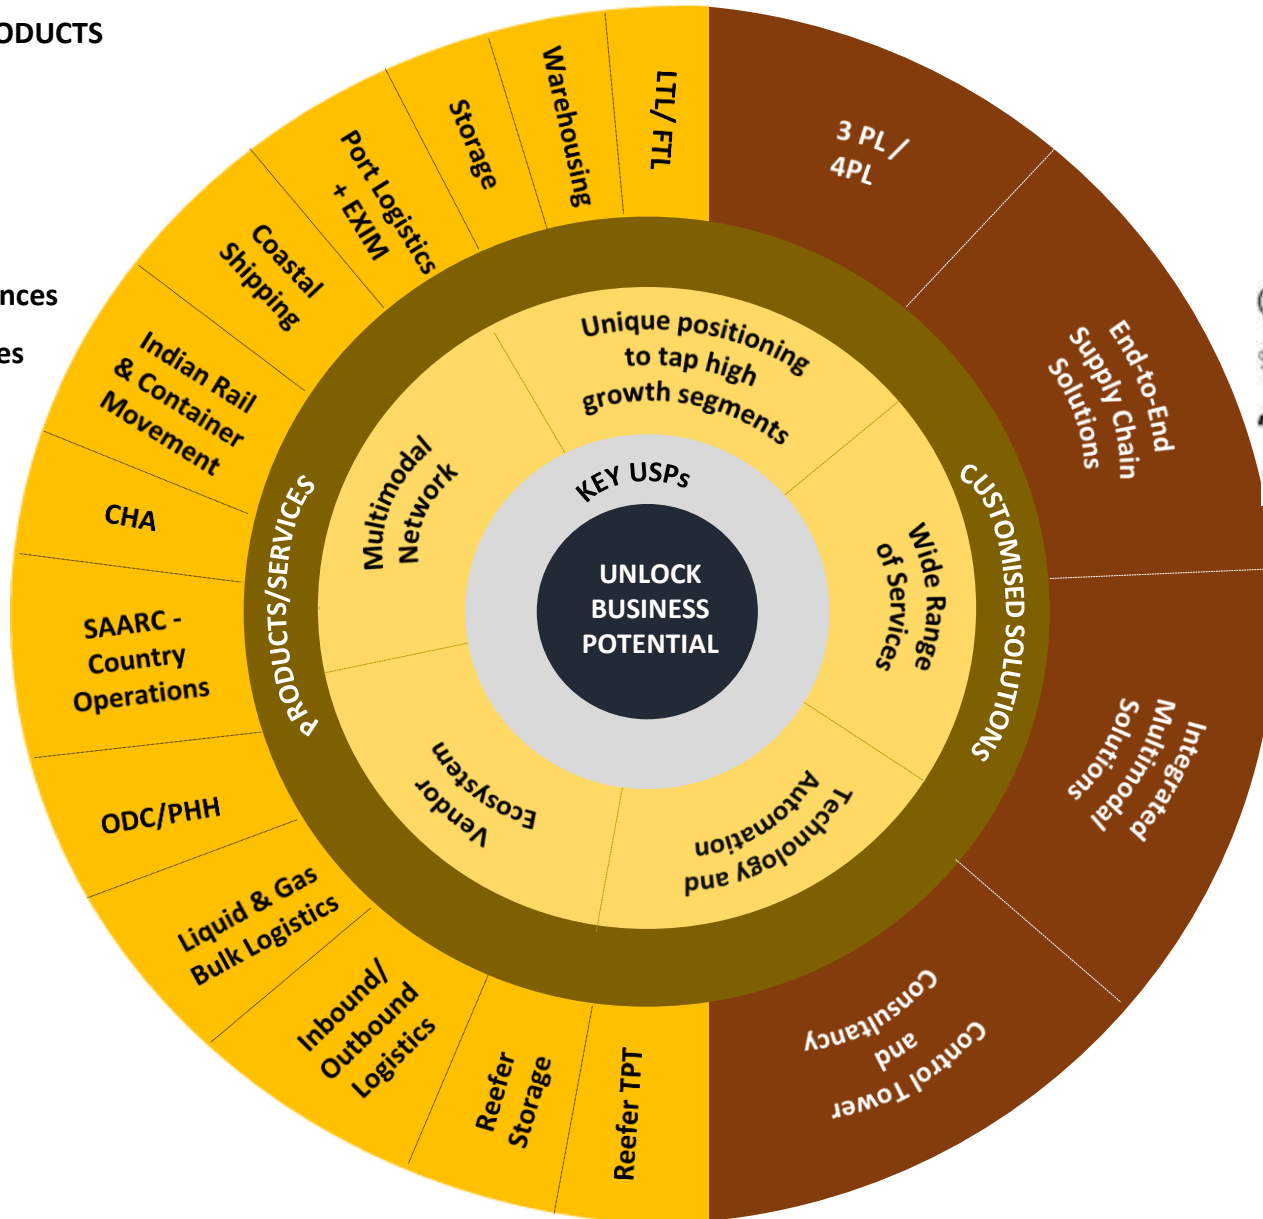 ODUCTS
nces
es
LTL/ FTL
Warehousing
Storage
Port Logistics
+ EXIM
Coastal
Shipping
Indian Rail
& Container
Movement
CHA
SAARC -
Country
Operations
ODC/PHH
Liquid & Gas
Bulk Logistics
Inbound/
Outbound
Logistics
Reefer
Storage
Reefer TPT
3 PL /
4PL
End-to-End
Supply Chain
Solutions
Integrated
Multimodal
Solutions
Control Tower
and
Consultancy
PRODUCTS/SERVICES
CUSTOMISED SOLUTIONS
Unique positioning
to tap high
growth segments
Wide Range
of Services
Technology and
Automation
Vendor
Ecosystem
Multimodal
Network
KEY USPs
UNLOCK
BUSINESS
POTENTIAL